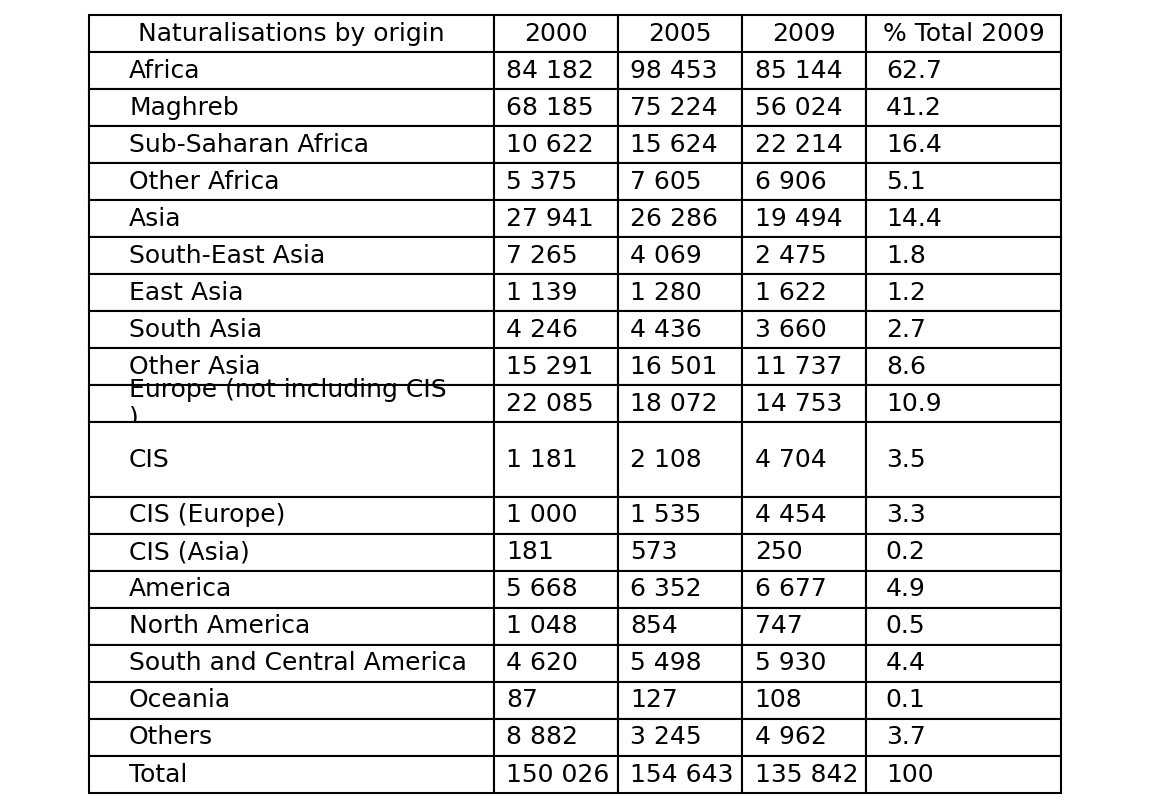 Naturalisations by origin 2000 2005 2009 % Total 2009
Africa 84 182 98 453 85 144 62.7
Maghreb 68 185 75 224 56 024 41.2
Sub-Saharan Africa 10 622 15 624 22 214 16.4
Other Africa 5 375 7 605 6 906 5.1
Asia 27 941 26 286 19 494 14.4
South-East Asia 7 265 4 069 2 475 1.8
East Asia 1 139 1 280 1 622 1.2
South Asia 4 246 4 436 3 660 2.7
Other Asia 15 291 16 501 11 737 8.6
Europe (not including CIS
) 22 085 18 072 14 753 10.9
CIS 1 181 2 108 4 704 3.5
CIS (Europe) 1 000 1 535 4 454 3.3
CIS (Asia) 181 573 250 0.2
America 5 668 6 352 6 677 4.9
North America 1 048 854 747 0.5
South and Central America 4 620 5 498 5 930 4.4
Oceania 87 127 108 0.1
Others 8 882 3 245 4 962 3.7
Total 150 026 154 643 135 842 100